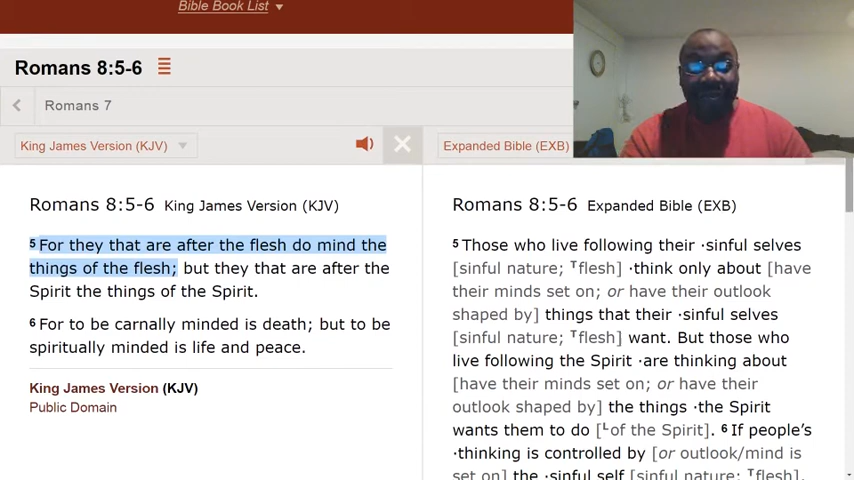 Bible Book List
Romans 8:5-6
Romans 7
King James Version (KJV)
Expanded Bible (EXB)
Romans 8:5-6 King James Version (KJV)
5 For they that are after the flesh do mind the
things of the flesh; but they that are after the
Spirit the things of the Spirit.
6 For to be carnally minded is death; but to be
spiritually minded is life and peace.
King James Version (KJV)
Public Domain
Romans 8:5-6 Expanded Bible (EXB)
5 Those who live following their ·sinful selves
[sinful nature; Tflesh] ·think only about [have
their minds set on; or have their outlook
shaped by] things that their ·sinful selves
[sinful nature; Tflesh] want. But those who
live following the Spirit ·are thinking about
[have their minds set on; or have their
outlook shaped by] the things ·the Spirit
wants them to do [Lof the Spirit]. 6 If people’s
·thinking is controlled by [or outlook/mind is
set on] the ·sinful self [sinful nature; Tflesh],